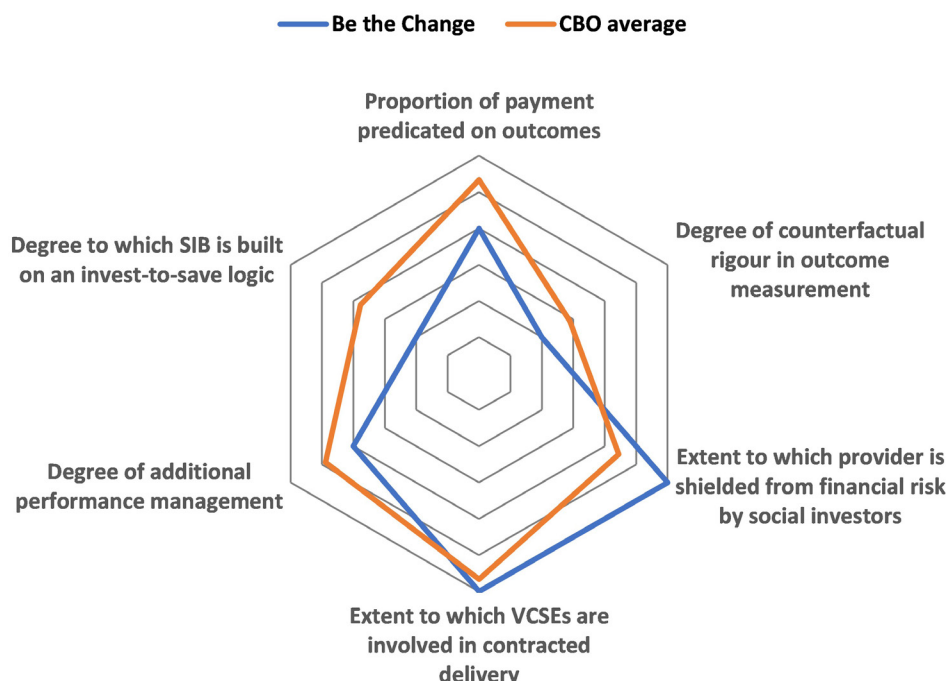 Be the Change CBO average
Proportion of payment
predicated on outcomes
Degree of counterfactual
rigour in outcome
measurement
Extent to which provider is
shielded from financial risk
by social investors
Extent to which VCSEs are
involved in contracted
delivery
Degree of additional
performance management
Degree to which SIB is built
on an invest-to-save logic